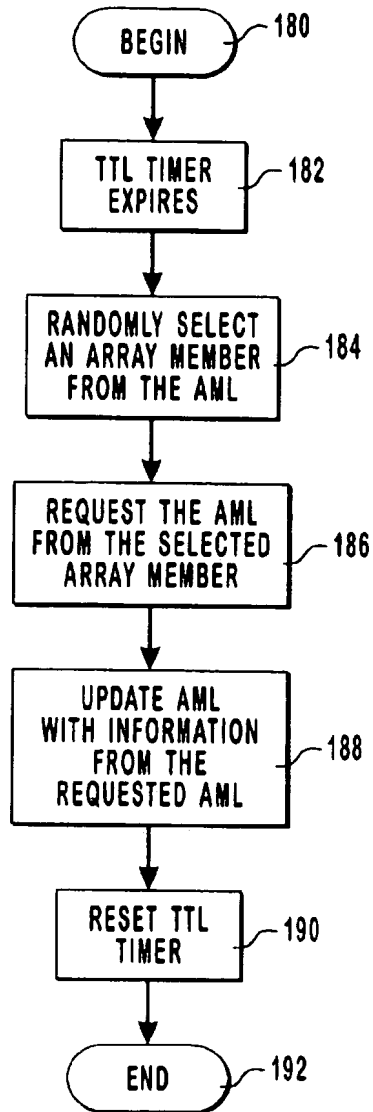 BEGIN
180
TTL TIMER
EXPIRES
182
RANDOMLY SELECT
AN ARRAY MEMBER
FROM THE AML
184
REQUEST THE AML
FROM THE SELECTED
ARRAY MEMBER
186
UPDATE AML
WITH INFORMATION
FROM THE
REQUESTED AML
188
RESET TTL
TIMER
190
END
192